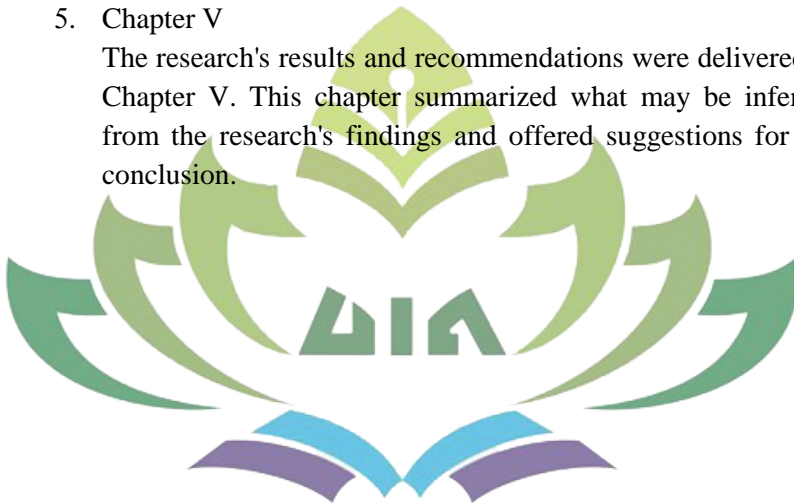 5. Chapter V
The research's results and recommendations were delivered
Chapter V. This chapter summarized what may be infer
from the research's findings and offered suggestions for
conclusion.
UIN